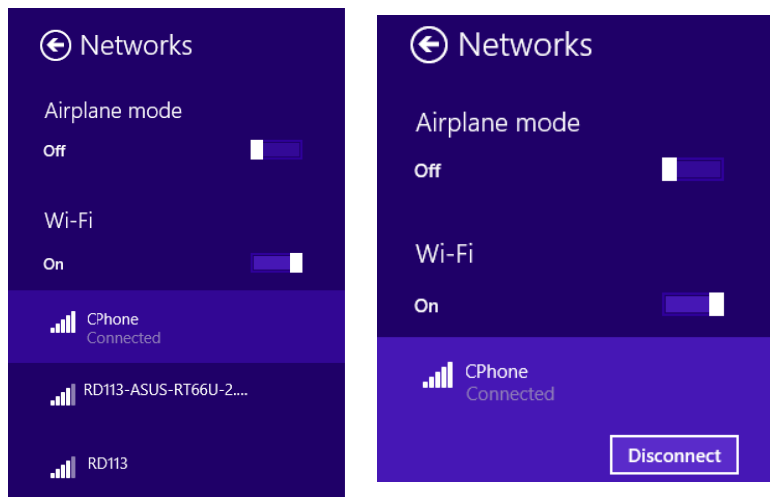 Networks
Airplane mode
Off
Wi-Fi
On
CPhone
Connected
RD113-ASUS-RT66U-2....
RD113
Networks
Airplane mode
Off
Wi-Fi
On
CPhone
Connected
Disconnect